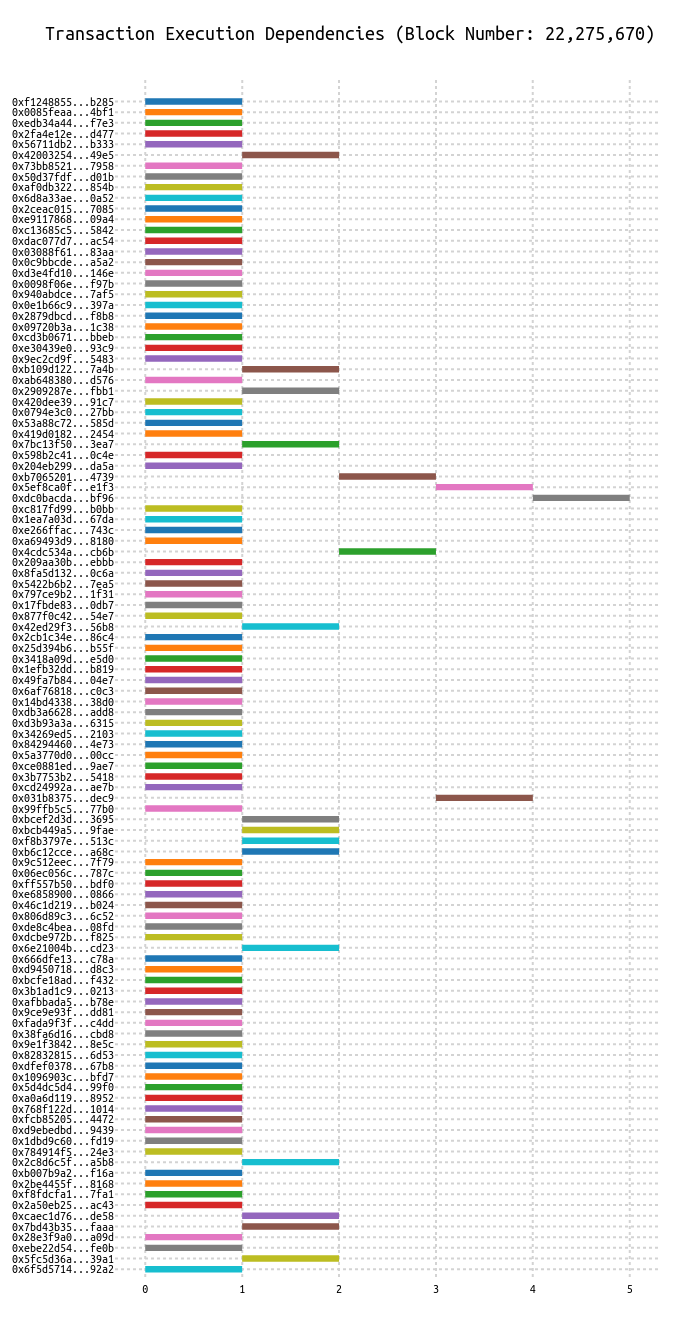 Transaction Execution Dependencies (Block Number: 22,275,670)
0xf1248855...b285
0x0085feaa...4bf1
0xedb34a44...f7e3
0x2fa4e12e...d477
0x56711db2...b333
0x42003254...49e5
0x73bb8521...7958
0x50d37fdf...d01b
0xaf0db322...854b
0x6d8a33ae...0a52
0x2ceac015...7085
0xe9117868...09a4
0xc13685c5...5842
0xdac077d7...ac54
0x03088f61...83aa
0x0c9bbcde...a5a2
0xd3e4fd10...146e
0x0098f06e...f97b
0x940abdce...7af5
0x0e1b66c9...397a
0x2879dbcd...f8b8
0x09720b3a...1c38
0xcd3b0671...bbeb
0xe30439e0...93c9
0x9ec2cd9f...5483
0xb109d122...7a4b
0xab648380...d576
0x2909287e...fbb1
0x420dee39...91c7
0x0794e3c0...27bb
0x53a88c72...585d
0x419d0182...2454
0x7bc13f50...3ea7
0x598b2c41...0c4e
0x204eb299...da5a
0xb7065201...4739
0x5ef8ca0f...e1f3
0xdc0bacda...bf96
0xc817fd99...b0bb
0x1ea7a03d...67da
0xe266ffac...743c
0xa69493d9...8180
0x4cdc534a...cb6b
0x209aa30b...ebbb
0x8fa5d132...0c6a
0x5422b6b2...7ea5
0x797ce9b2...1f31
0x17fbde83...0db7
0x877f0c42...54e7
0x42ed29f3...56b8
0x2cb1c34e...86c4
0x25d394b6...b55f
0x3418a09d...e5d0
0x1efb32dd...b819
0x49fa7b84...04e7
0x6af76818...c0c3
0x14bd4338...38d0
0xdb3a6628...add8
0xd3b93a3a...6315
0x34269ed5...2103
0x84294460...4e73
0x5a3770d0...00cc
0xce0881ed...9ae7
0x3b7753b2...5418
0xcd24992a...ae7b
0x031b8375...dec9
0x99ffb5c5...77b0
0xbcef2d3d...3695
0xbcb449a5...9fae
0xf8b3797e...513c
0xb6c12cce...a68c
0x9c512eec...7f79
0x06ec056c...787c
0xff557b50...bdf0
0xe6858900...0866
0x46c1d219...b024
0x806d89c3...6c52
0xde8c4bea...08fd
0xdcbe972b...f825
0x6e21004b...cd23
0x666dfe13...c78a
0xd9450718...d8c3
0xbcfe18ad...f432
0x3b1ad1c9...0213
0xafbbada5...b78e
0x9ce9e93f...dd81
0xfada9f3f...c4dd
0x38fa6d16...cbd8
0x9e1f3842...8e5c
0x82832815...6d53
0xdfef0378...67b8
0x1096903c...bfd7
0x5d4dc5d4...99f0
0xa0a6d119...8952
0x768f122d...1014
0xfcb85205...4472
0xd9ebedbd...9439
0x1dbd9c60...fd19
0x784914f5...24e3
0x2c8d6c5f...a5b8
0xb007b9a2...f16a
0x2be4455f...8168
0xf8fdcfa1...7fa1
0x2a50eb25...ac43
0xcaec1d76...de58
0x7bd43b35...faaa
0x28e3f9a0...a09d
0xebe22d54...fe0b
0x5fc5d36a...39a1
0x6f5d5714...92a2
0 1 2 3 4 5